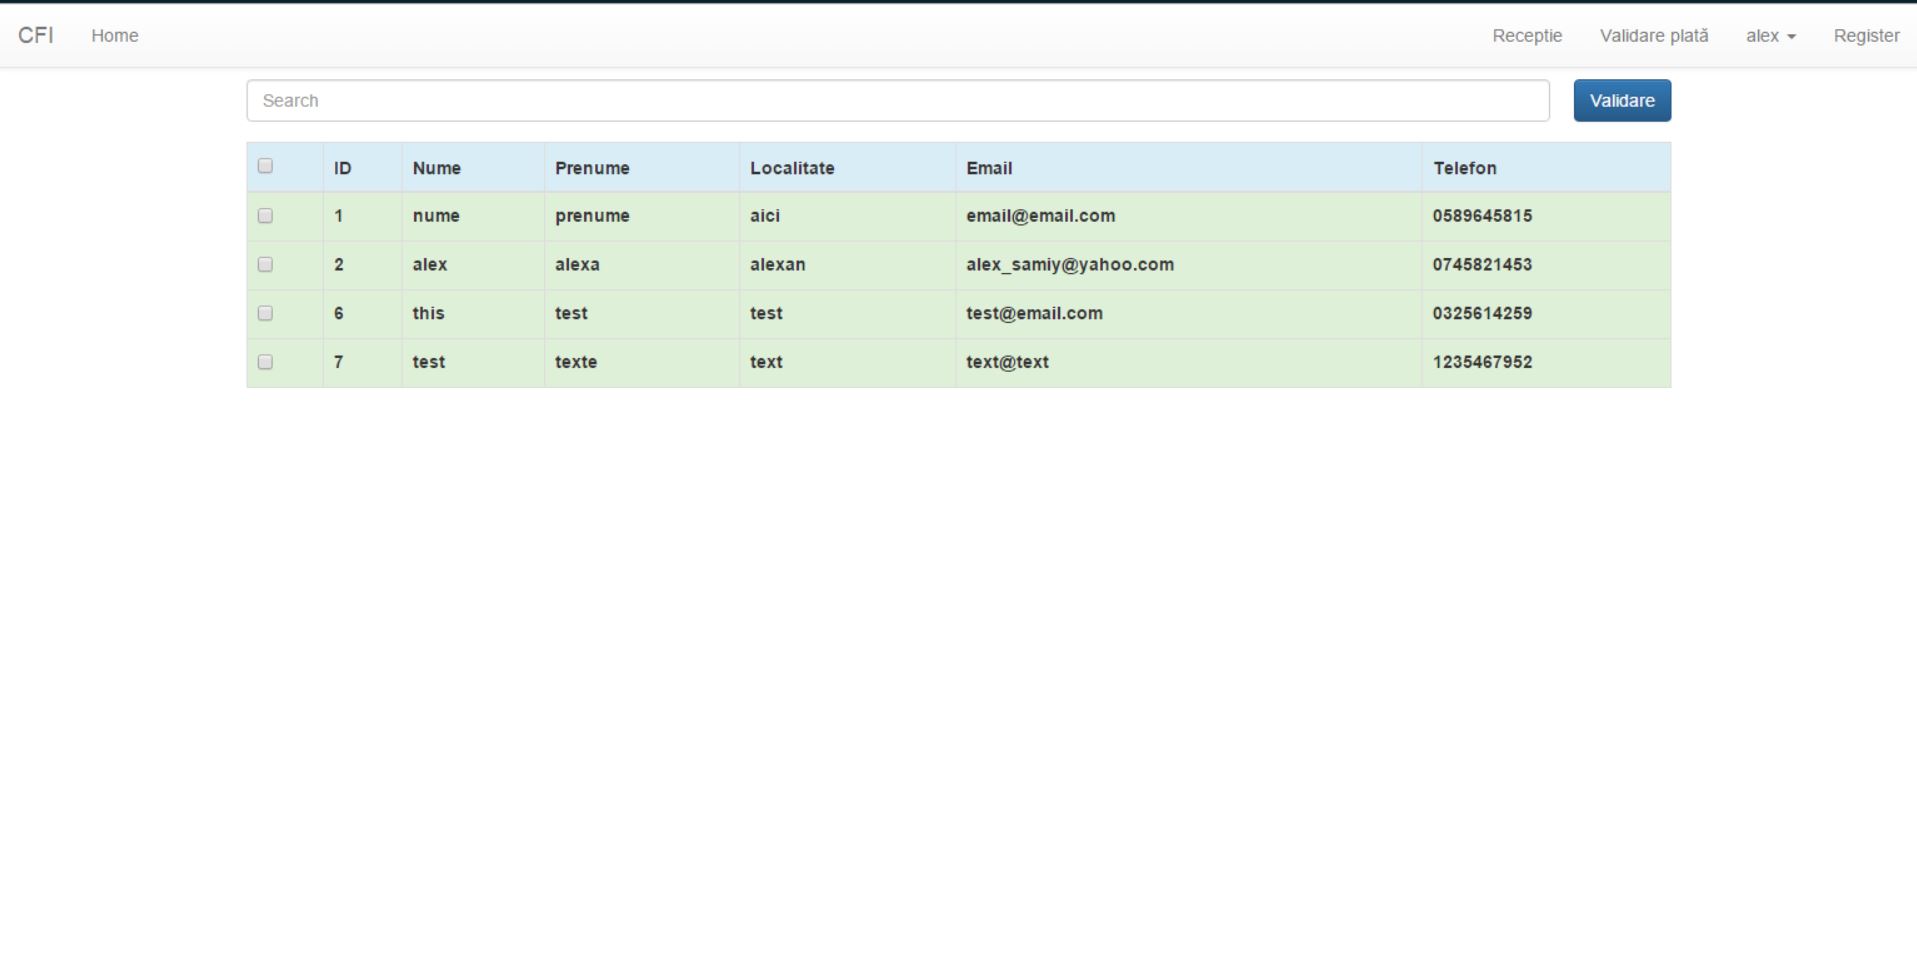 CFI Home Receptie Validare plată alex Register
Search Validare
ID Nume Prenume Localitate Email Telefon
1 nume prenume aici email@email.com 0589645815
2 alex alexa alexan alex_samiy@yahoo.com 0745821453
6 this test test test@email.com 0325614259
7 test texte text text@text 1235467952